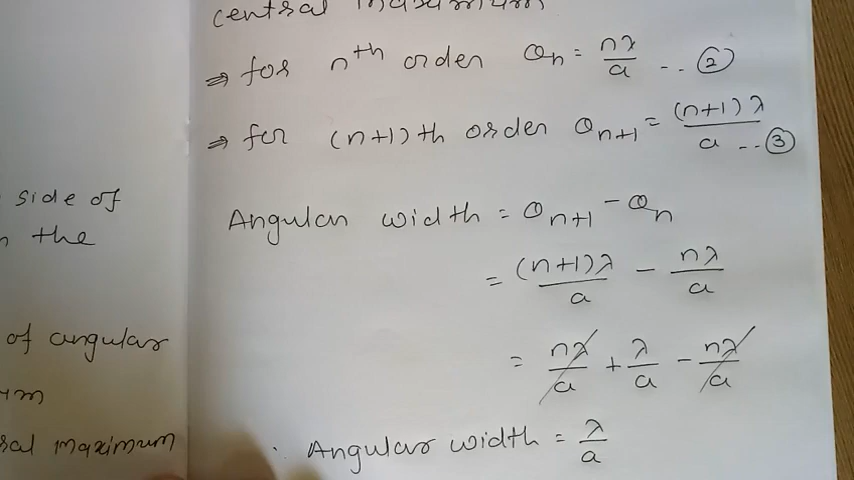 side of
the
of angular
maximum
central
⇒ for nth order θn = nλ/a -- ②
⇒ for (n+1)th order θn+1 = (n+1)λ/a -- ③
Angular width = θn+1 - θn
= (n+1)λ/a - nλ/a
= nλ/a + λ/a - nλ/a
∴ Angular width = λ/a